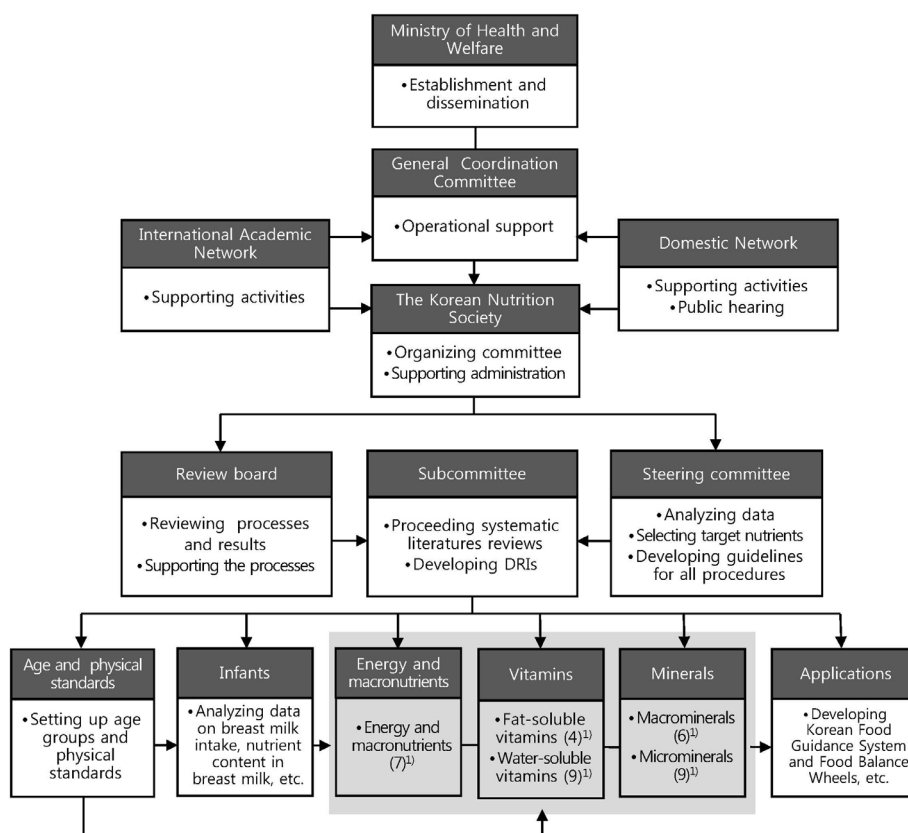 Ministry of Health and
Welfare
•Establishment and
dissemination
General Coordination
Committee
•Operational support
International Academic
Network
•Supporting activities
Domestic Network
•Supporting activities
•Public hearing
The Korean Nutrition
Society
•Organizing committee
•Supporting administration
Review board
•Reviewing processes
and results
•Supporting the processes
Subcommittee
•Proceeding systematic
literatures reviews
•Developing DRIs
Steering committee
•Analyzing data
•Selecting target nutrients
•Developing guidelines
for all procedures
Age and physical
standards
•Setting up age
groups and
physical
standards
Infants
•Analyzing data
on breast milk
intake, nutrient
content in
breast milk, etc.
Energy and
macronutrients
•Energy and
macronutrients
(7)¹⁾
Vitamins
•Fat-soluble
vitamins (4)¹⁾
•Water-soluble
vitamins (9)¹⁾
Minerals
•Macrominerals
(6)¹⁾
•Microminerals
(9)¹⁾
Applications
•Developing
Korean Food
Guidance System
and Food Balance
Wheels, etc.